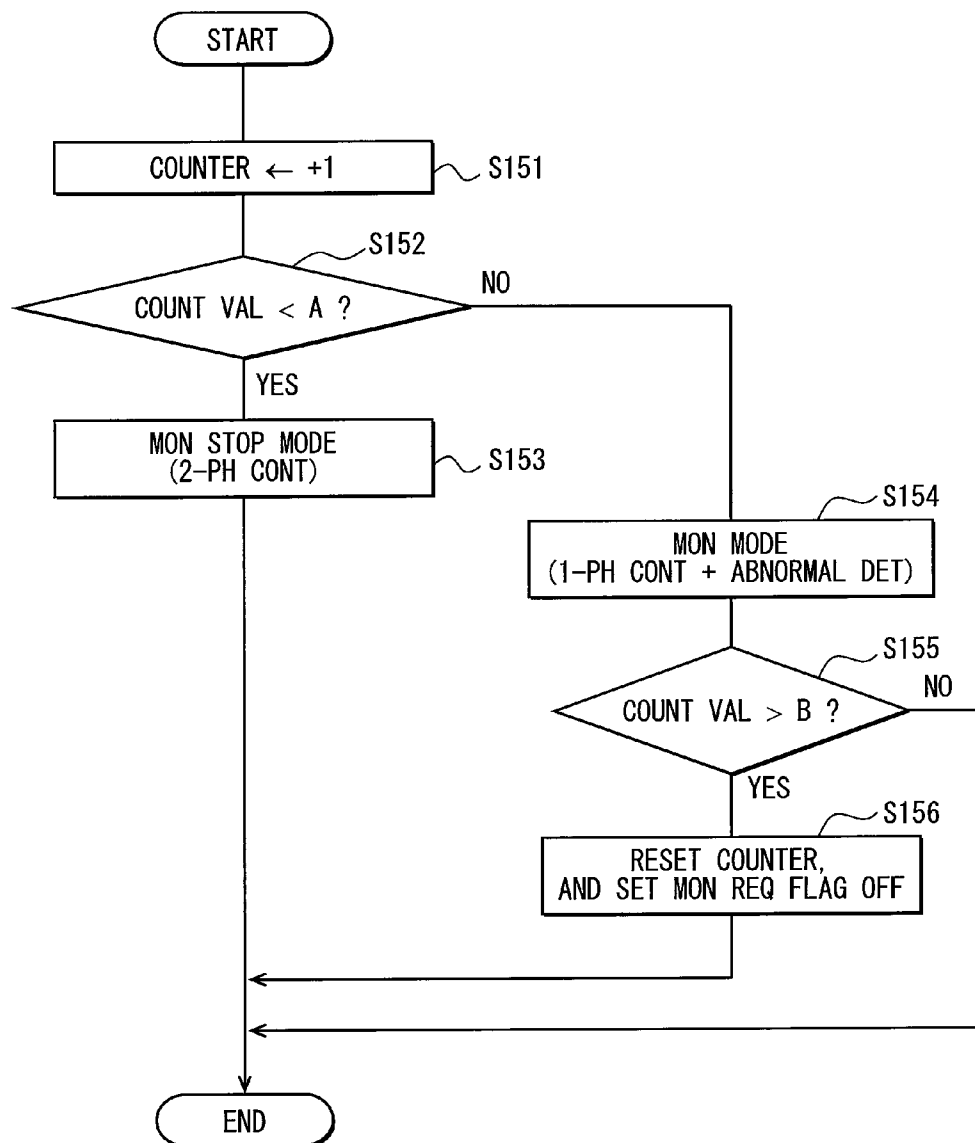 START
COUNTER ← +1
S151
S152
COUNT VAL < A ?
NO
YES
MON STOP MODE
(2-PH CONT)
S153
S154
MON MODE
(1-PH CONT + ABNORMAL DET)
S155
COUNT VAL > B ?
NO
YES
S156
RESET COUNTER,
AND SET MON REQ FLAG OFF
END